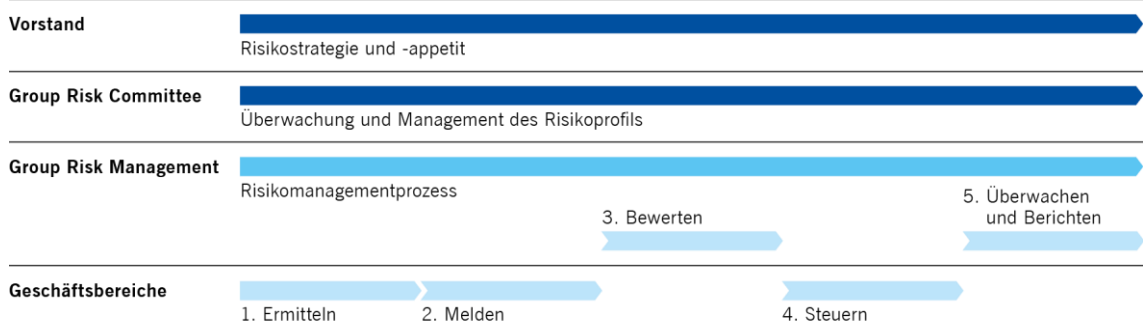 Vorstand
Risikostrategie und -appetit
Group Risk Committee
Überwachung und Management des Risikoprofils
Group Risk Management
Risikomanagementprozess
3. Bewerten
5. Überwachen
und Berichten
Geschäftsbereiche
1. Ermitteln
2. Melden
4. Steuern